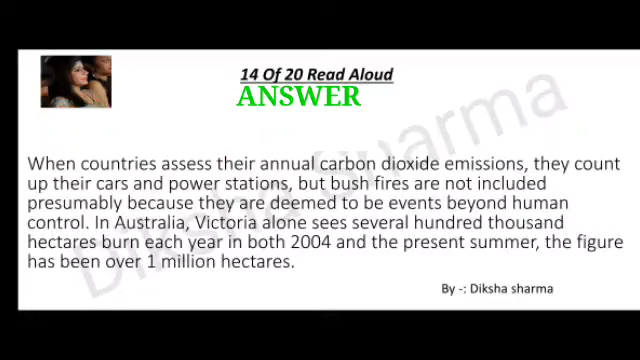 14 Of 20 Read Aloud
ANSWER
When countries assess their annual carbon dioxide emissions, they count
up their cars and power stations, but bush fires are not included
presumably because they are deemed to be events beyond human
control. In Australia, Victoria alone sees several hundred thousand
hectares burn each year in both 2004 and the present summer, the figure
has been over 1 million hectares.
By -: Diksha sharma
Diksha Sharma